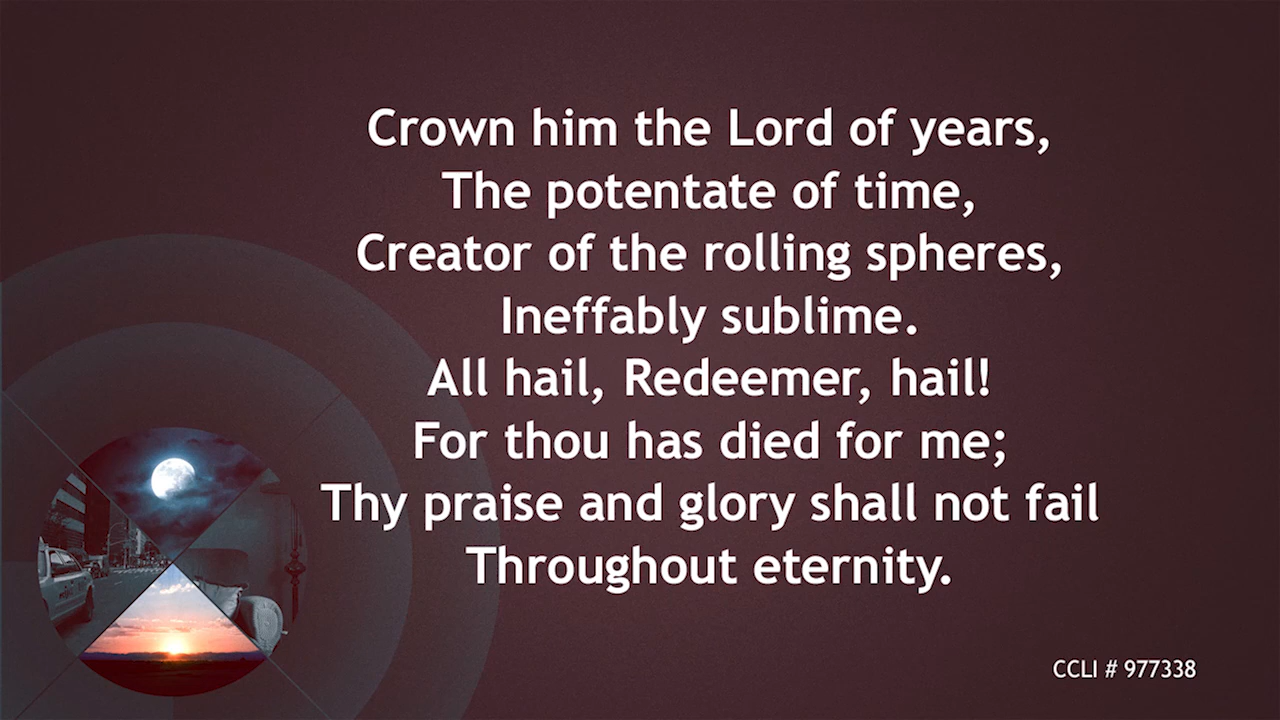 Crown him the Lord of years,
The potentate of time,
Creator of the rolling spheres,
Ineffably sublime.
All hail, Redeemer, hail!
For thou has died for me;
Thy praise and glory shall not fail
Throughout eternity.
CCLI # 977338